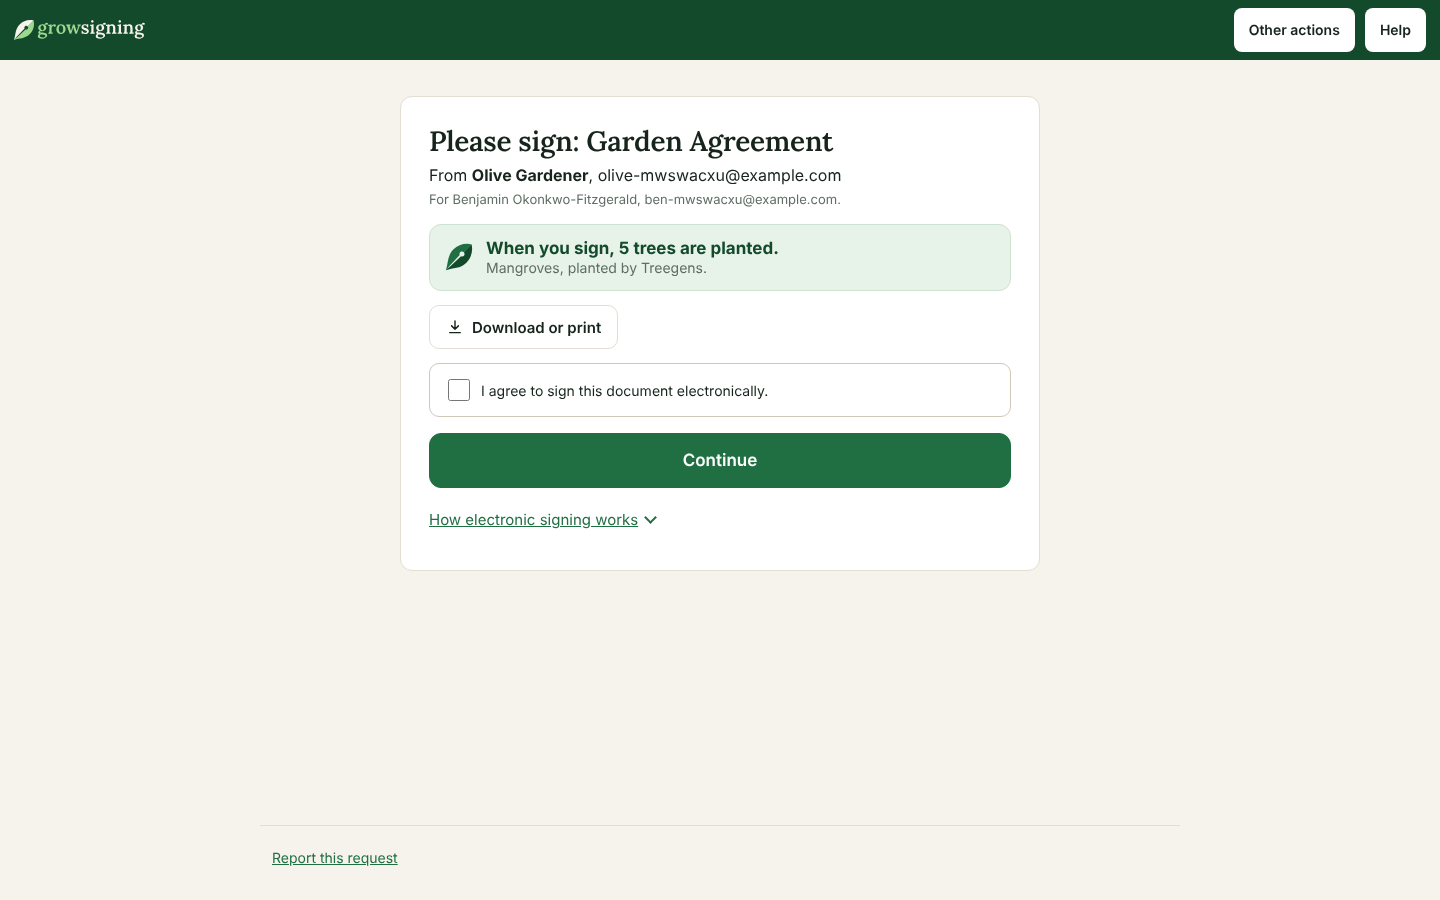 growsigning
Other actions
Help
Please sign: Garden Agreement
From Olive Gardener, olive-mwswacxu@example.com
For Benjamin Okonkwo-Fitzgerald, ben-mwswacxu@example.com.
When you sign, 5 trees are planted.
Mangroves, planted by Treegens.
Download or print
I agree to sign this document electronically.
Continue
How electronic signing works
Report this request